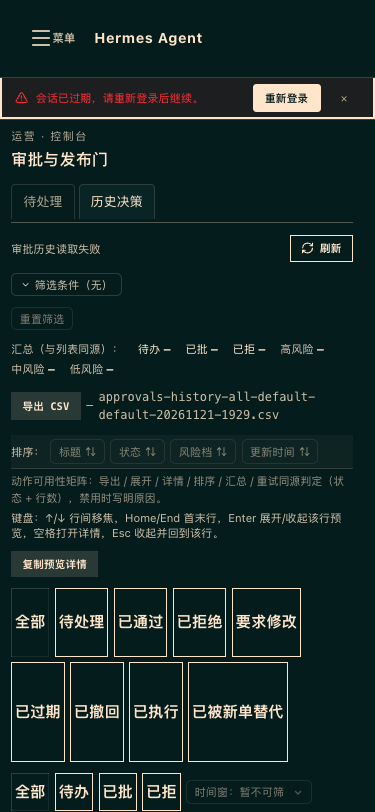 菜单 Hermes Agent
会话已过期，请重新登录后继续。 重新登录 ×
运营 · 控制台
审批与发布门
待处理 历史决策
审批历史读取失败 刷新
筛选条件（无）
重置筛选
汇总（与列表同源）： 待办 — 已批 — 已拒 — 高风险 —
中风险 — 低风险 —
导出 CSV — approvals-history-all-default-
default-20261121-1929.csv
排序： 标题 ⇅ 状态 ⇅ 风险档 ⇅ 更新时间 ⇅
动作可用性矩阵：导出 / 展开 / 详情 / 排序 / 汇总 / 重试同源判定（状
态 + 行数），禁用时写明原因。
键盘：↑/↓ 行间移焦，Home/End 首末行，Enter 展开/收起该行预
览，空格打开详情，Esc 收起并回到该行。
复制预览详情
全部 待处理 已通过 已拒绝 要求修改
已过期 已撤回 已执行 已被新单替代
全部 待办 已批 已拒 时间窗：暂不可筛